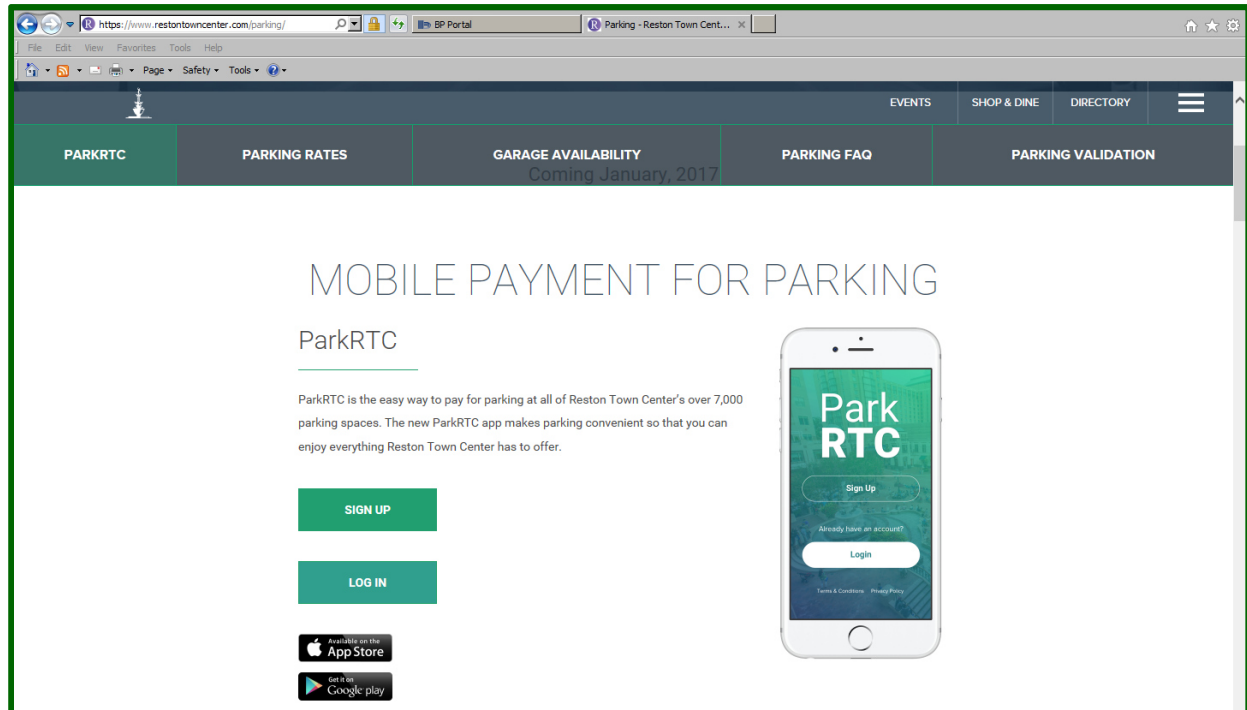 https://www.restontowncenter.com/parking/
BP Portal
Parking - Reston Town Cent...
File Edit View Favorites Tools Help
Page Safety Tools
EVENTS SHOP & DINE DIRECTORY
PARKRTC PARKING RATES GARAGE AVAILABILITY PARKING FAQ PARKING VALIDATION
Coming January, 2017
MOBILE PAYMENT FOR PARKING
ParkRTC
ParkRTC is the easy way to pay for parking at all of Reston Town Center's over 7,000
parking spaces. The new ParkRTC app makes parking convenient so that you can
enjoy everything Reston Town Center has to offer.
SIGN UP
LOG IN
Available on the
App Store
Get it on
Google play
Park
RTC
Sign Up
Already have an account?
Login
Terms & Conditions Privacy Policy